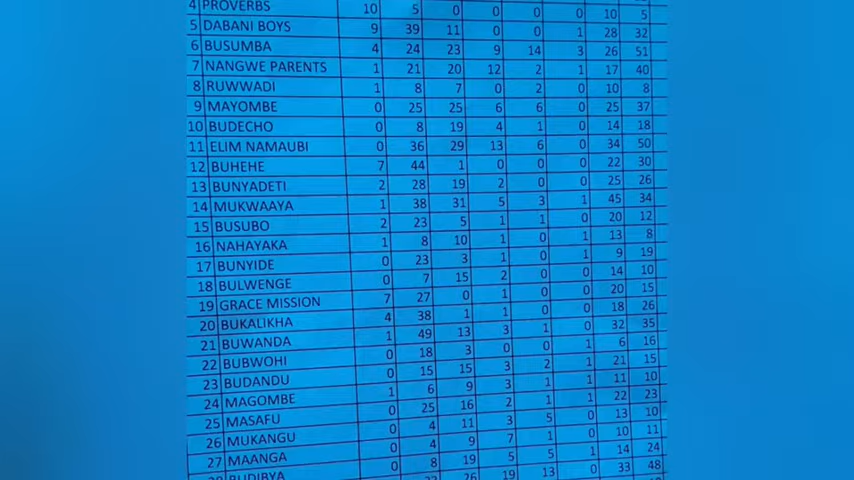 4 PROVERBS 10 5 0 0 0 0 10 5
5 DABANI BOYS 9 39 11 0 0 1 28 32
6 BUSUMBA 4 24 23 9 14 3 26 51
7 NANGWE PARENTS 1 21 20 12 2 1 17 40
8 RUWWADI 1 8 7 0 2 0 10 8
9 MAYOMBE 0 25 25 6 6 0 25 37
10 BUDECHO 0 8 19 4 1 0 14 18
11 ELIM NAMAUBI 0 36 29 13 6 0 34 50
12 BUHEHE 7 44 1 0 0 0 22 30
13 BUNYADETI 2 28 19 2 0 0 25 26
14 MUKWAAYA 1 38 31 5 3 1 45 34
15 BUSUBO 2 23 5 1 1 0 20 12
16 NAHAYAKA 1 8 10 1 0 1 13 8
17 BUNYIDE 0 23 3 1 0 1 9 19
18 BULWENGE 0 7 15 2 0 0 14 10
19 GRACE MISSION 7 27 0 1 0 0 20 15
20 BUKALIKHA 4 38 1 1 0 0 18 26
21 BUWANDA 1 49 13 3 1 0 32 35
22 BUBWOHI 0 18 3 0 0 1 6 16
23 BUDANDU 0 15 15 3 2 1 21 15
24 MAGOMBE 1 6 9 3 1 1 11 10
25 MASAFU 0 25 16 2 1 1 22 23
26 MUKANGU 0 4 11 3 5 0 13 10
27 MAANGA 0 4 9 7 1 0 10 11
28 BUDIBYA 0 8 19 5 5 1 14 24
26 19 13 0 33 48